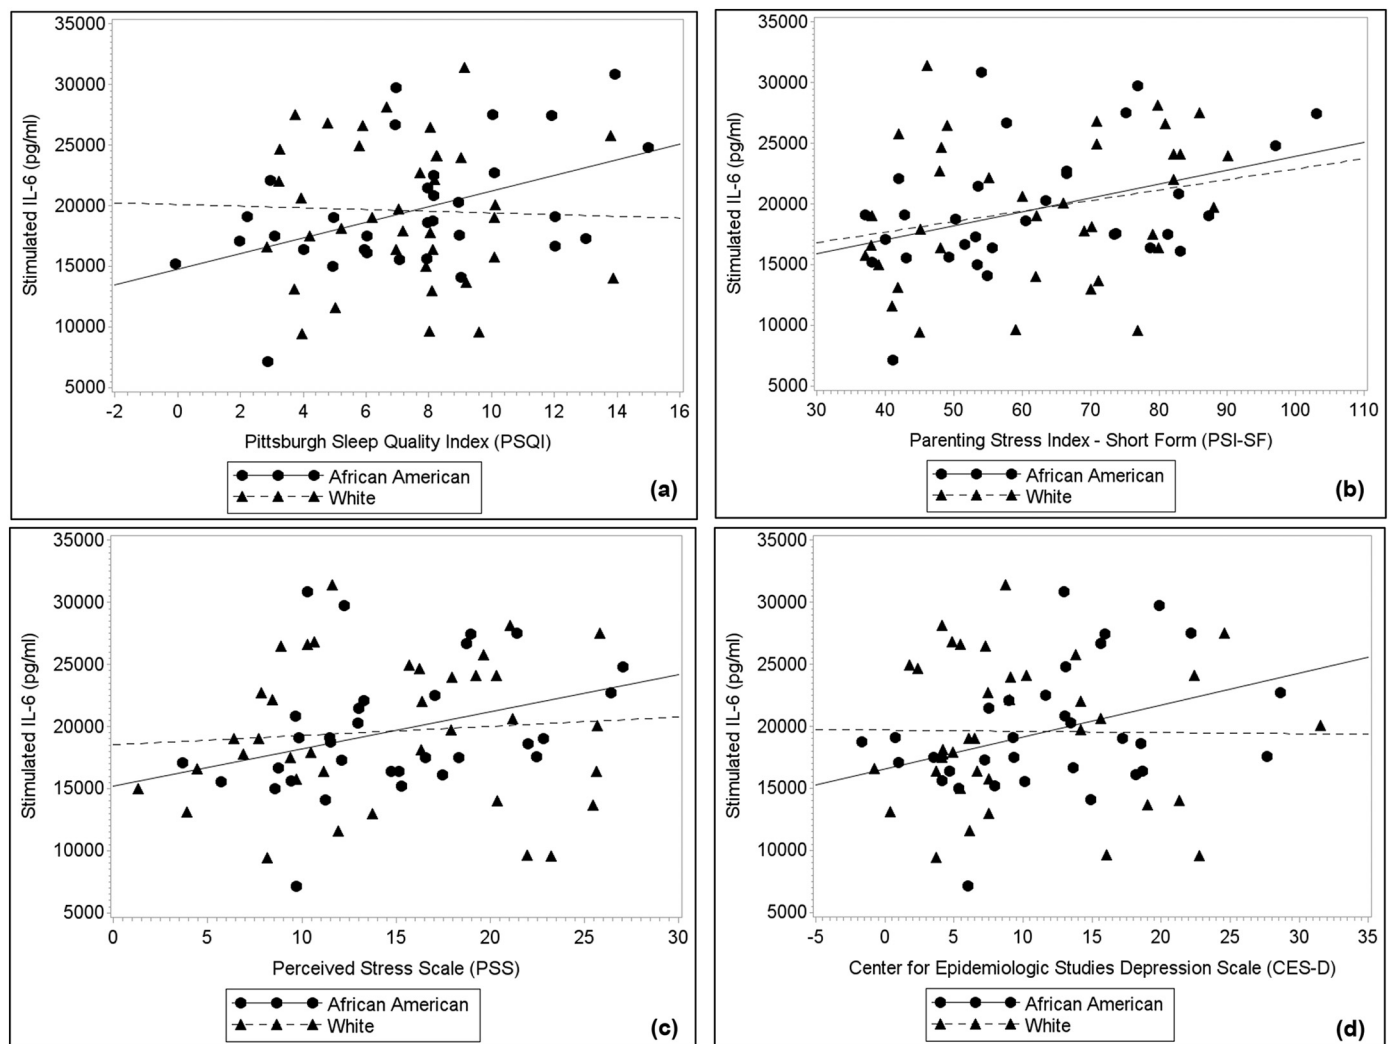 35000
30000
25000
20000
15000
10000
5000
Stimulated IL-6 (pg/ml)
-2 0 2 4 6 8 10 12 14 16
Pittsburgh Sleep Quality Index (PSQI)
African American
White
(a)
35000
30000
25000
20000
15000
10000
5000
Stimulated IL-6 (pg/ml)
30 40 50 60 70 80 90 100 110
Parenting Stress Index - Short Form (PSI-SF)
African American
White
(b)
35000
30000
25000
20000
15000
10000
5000
Stimulated IL-6 (pg/ml)
0 5 10 15 20 25 30
Perceived Stress Scale (PSS)
African American
White
(c)
35000
30000
25000
20000
15000
10000
5000
Stimulated IL-6 (pg/ml)
-5 0 5 10 15 20 25 30 35
Center for Epidemiologic Studies Depression Scale (CES-D)
African American
White
(d)